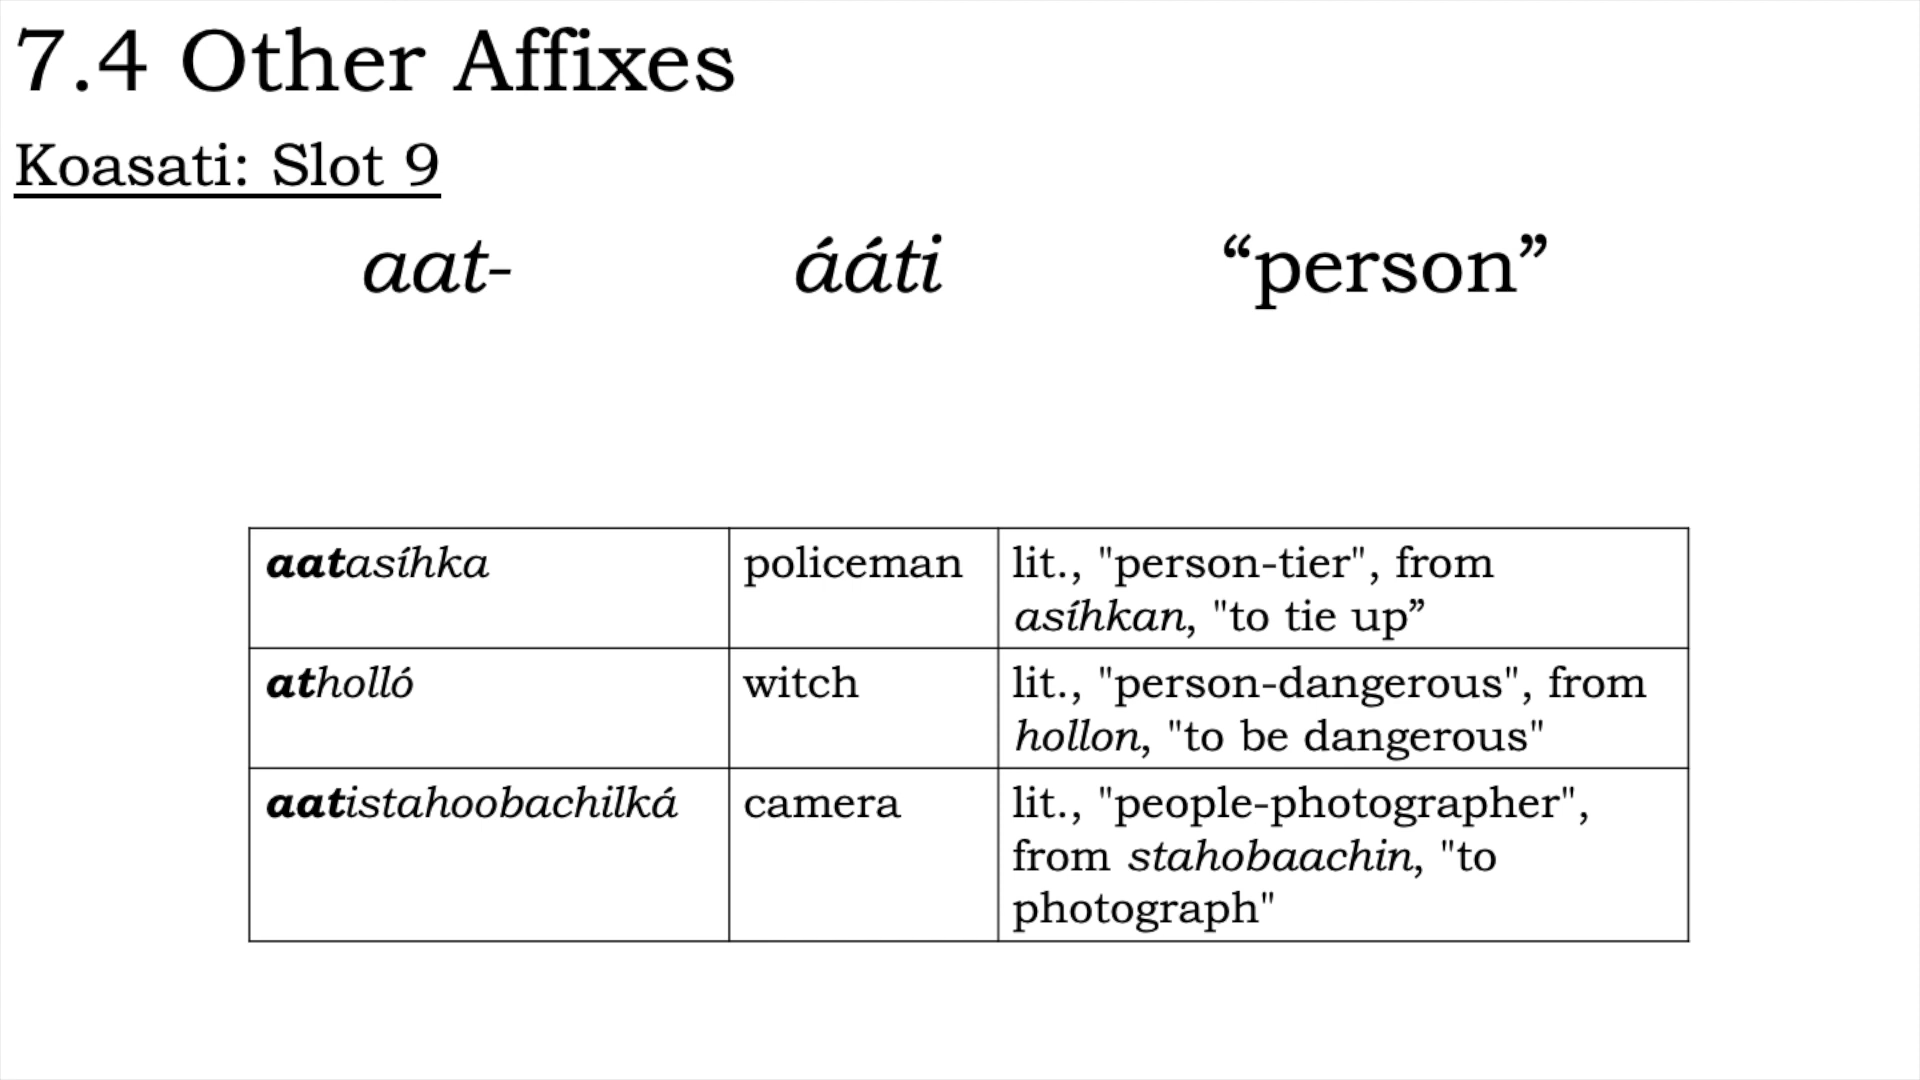 7.4 Other Affixes
Koasati: Slot 9
aat- ááti “person”
aatasíhka policeman lit., "person-tier", from
asíhkan, "to tie up”
atholló witch lit., "person-dangerous", from
hollon, "to be dangerous"
aatistahoobachilká camera lit., "people-photographer",
from stahobaachin, "to
photograph"